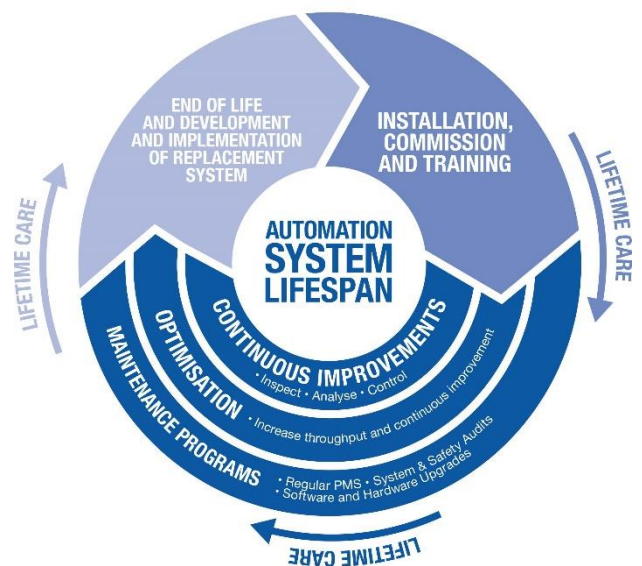 END OF LIFE
AND DEVELOPMENT
AND IMPLEMENTATION
OF REPLACEMENT
SYSTEM
INSTALLATION,
COMMISSION
AND TRAINING
LIFETIME CARE
LIFETIME CARE
AUTOMATION
SYSTEM
LIFESPAN
CONTINUOUS IMPROVEMENTS
• Inspect • Analyse • Control
OPTIMISATION
• Increase throughput and continuous improvement
MAINTENANCE PROGRAMS
• Regular PMS • System & Safety Audits
• Software and Hardware Upgrades
LIFETIME CARE